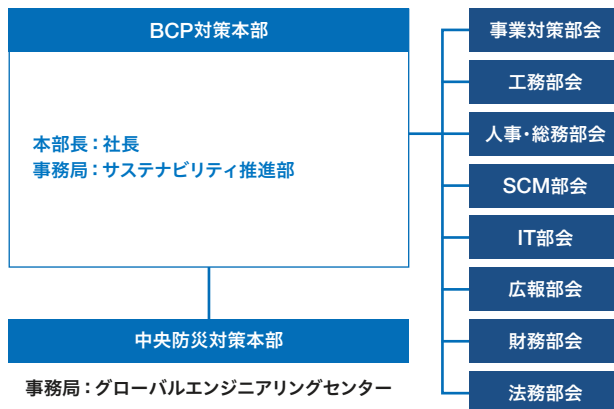 BCP対策本部
本部長：社長
事務局：サステナビリティ推進部
中央防災対策本部
事務局：グローバルエンジニアリングセンター
事業対策部会
工務部会
人事・総務部会
SCM部会
IT部会
広報部会
財務部会
法務部会